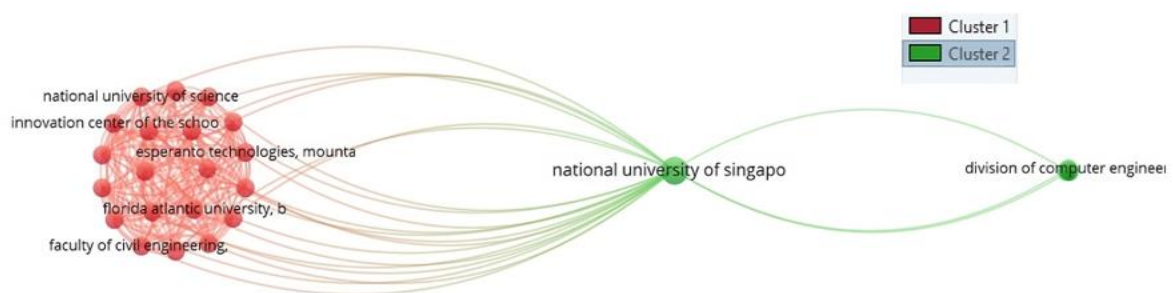 Cluster 1
Cluster 2
national university of science
innovation center of the schoo
esperanto technologies, mounta
national university of singapo
division of computer engineer
florida atlantic university, b
faculty of civil engineering,